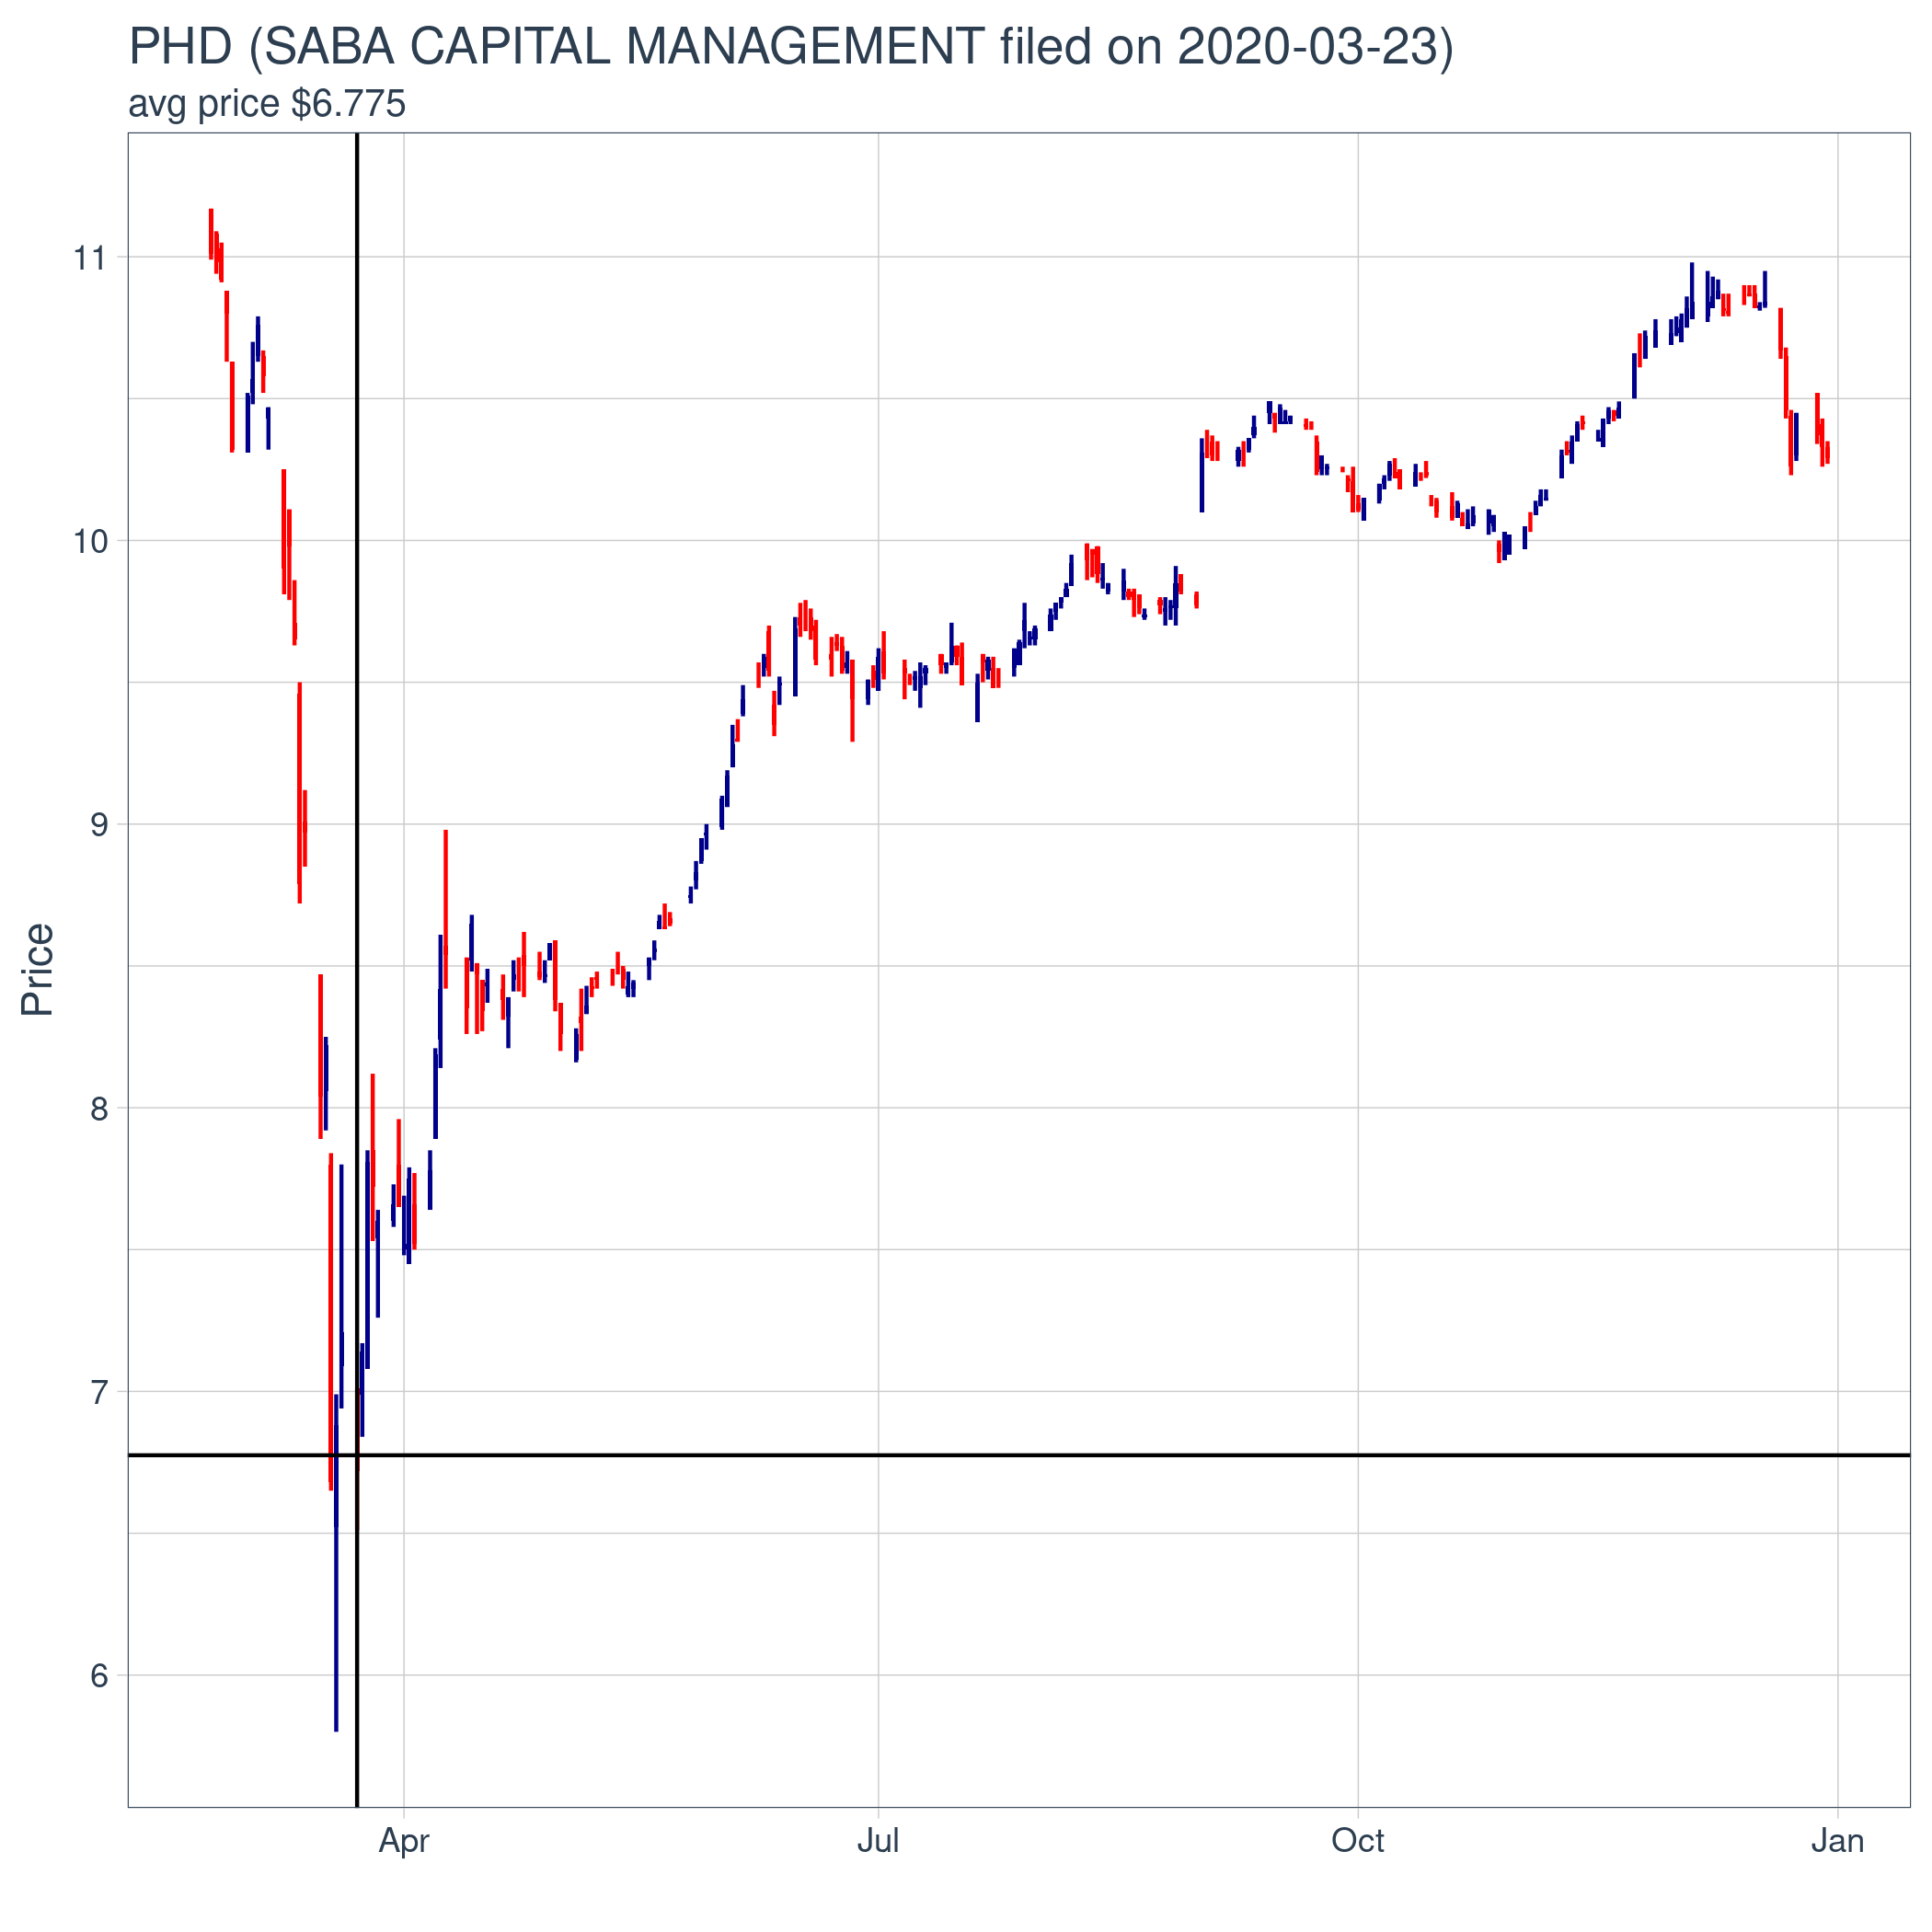 PHD (SABA CAPITAL MANAGEMENT filed on 2020-03-23)
avg price $6.775
11
10
9
8
7
6
Price
Apr Jul Oct Jan